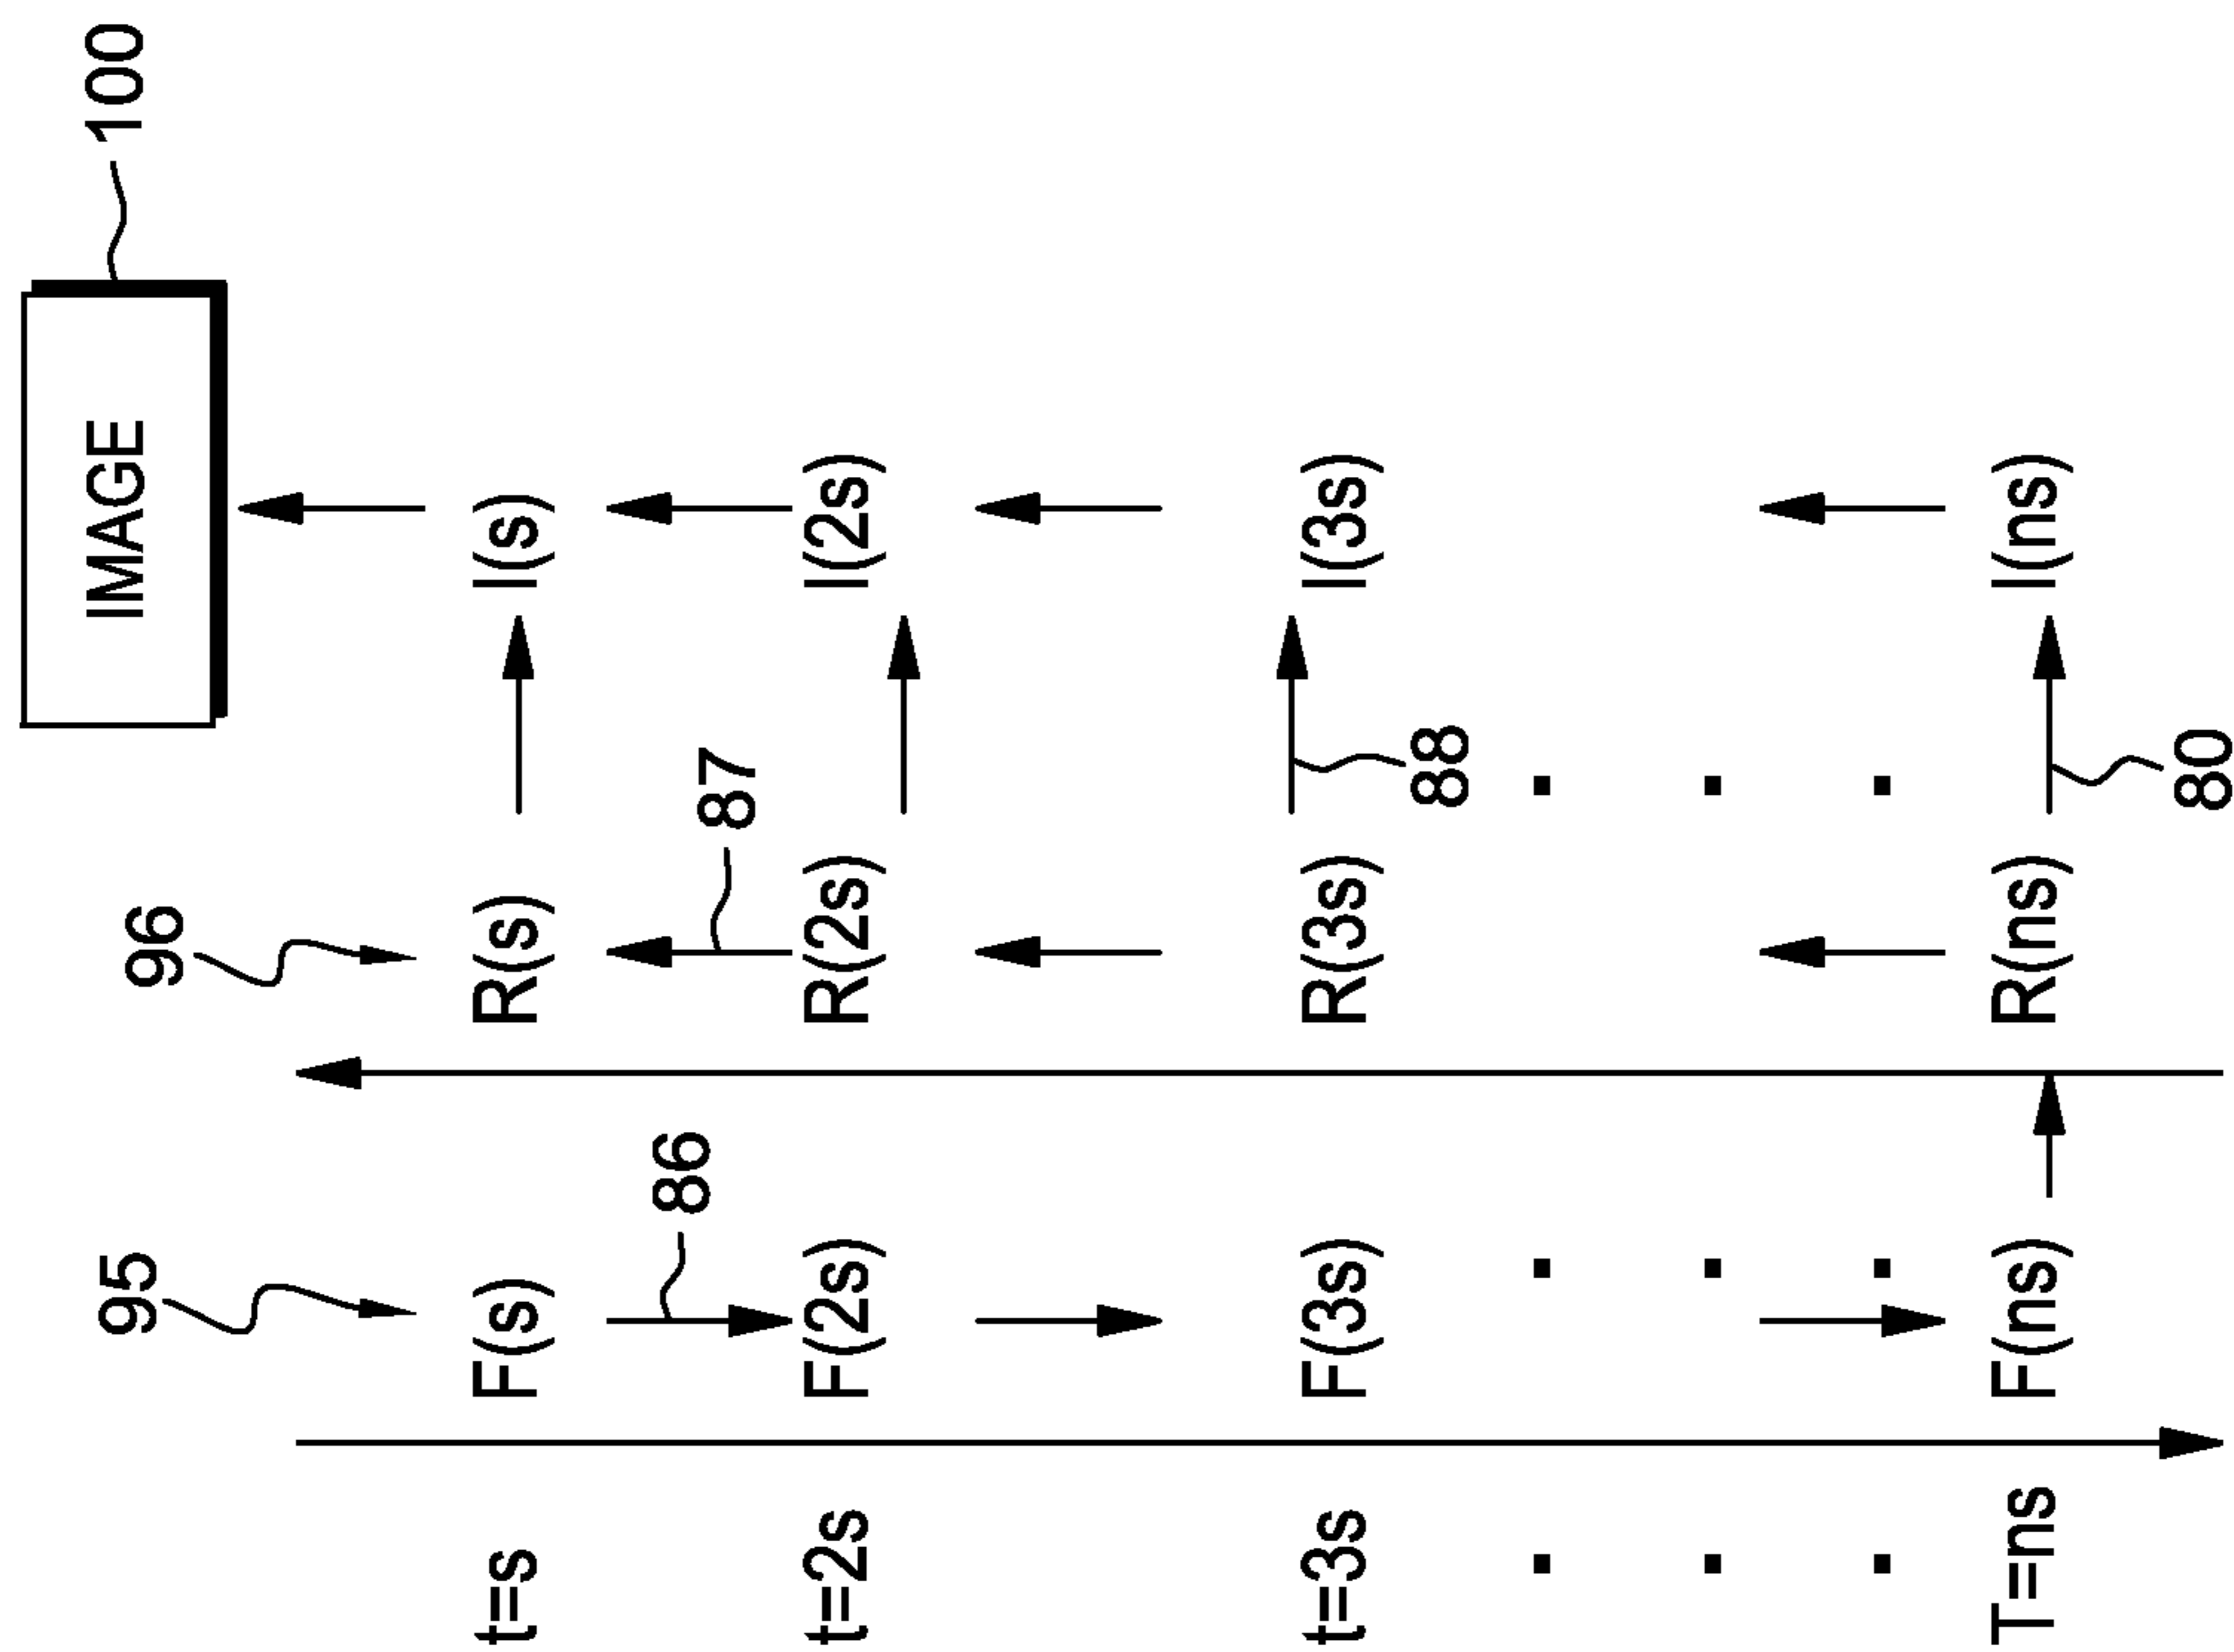 95
96
IMAGE
100
t=s
F(s)
R(s)
I(s)
86
87
t=2s
F(2s)
R(2s)
I(2s)
t=3s
F(3s)
R(3s)
I(3s)
88
T=ns
F(ns)
R(ns)
I(ns)
80